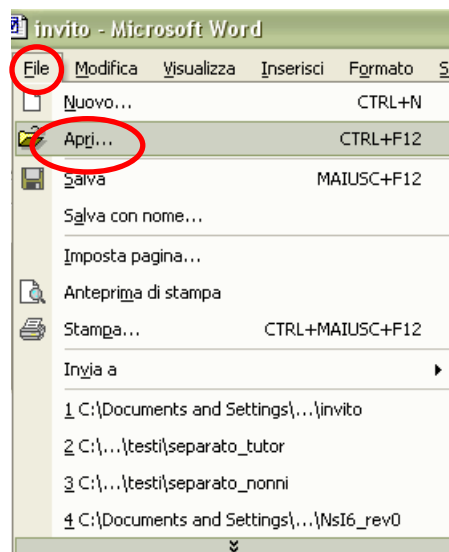 invito - Microsoft Word
File Modifica Visualizza Inserisci Formato S
Nuovo... CTRL+N
Apri... CTRL+F12
Salva MAIUSC+F12
Salva con nome...
Imposta pagina...
Anteprima di stampa
Stampa... CTRL+MAIUSC+F12
Invia a
1 C:\Documents and Settings\...\invito
2 C:\...\testi\separato_tutor
3 C:\...\testi\separato_nonni
4 C:\Documents and Settings\...\NsI6_rev0